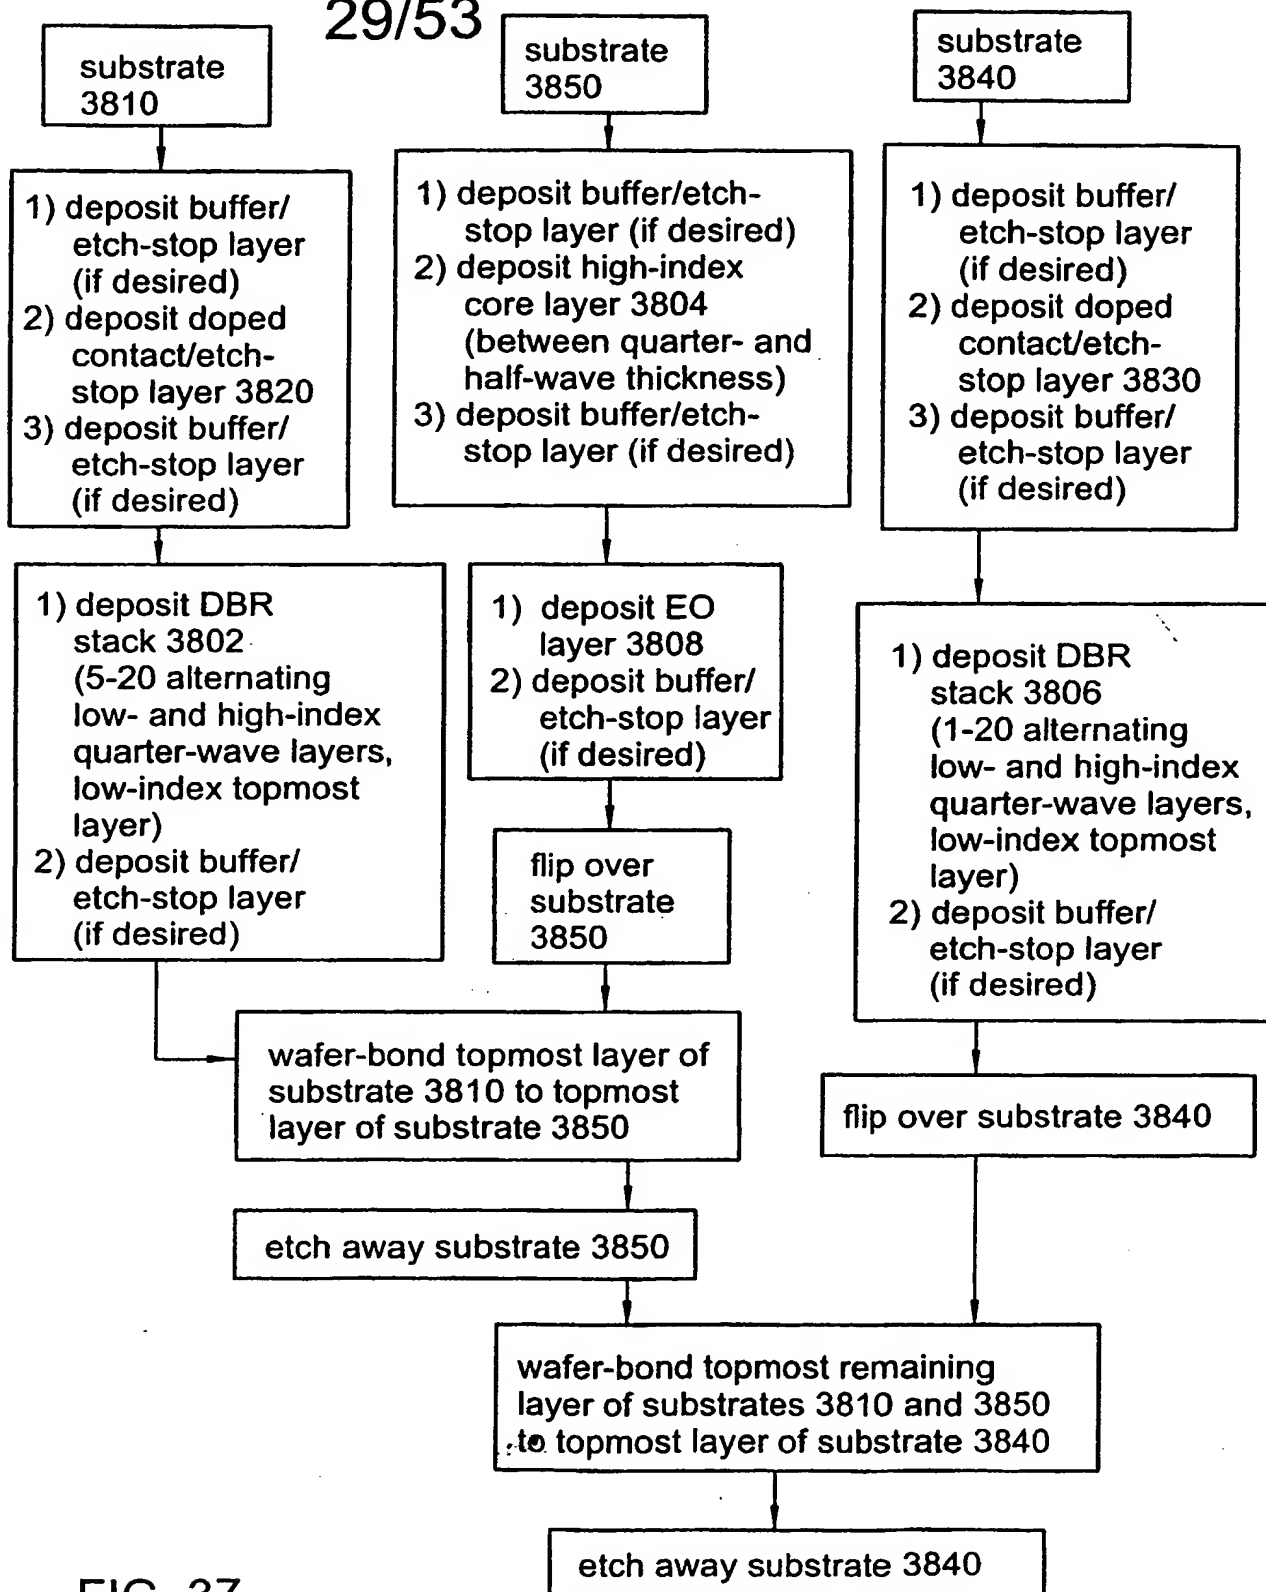 29/53
substrate
3810
substrate
3850
substrate
3840
1) deposit buffer/
etch-stop layer
(if desired)
2) deposit doped
contact/etch-
stop layer 3820
3) deposit buffer/
etch-stop layer
(if desired)
1) deposit buffer/etch-
stop layer (if desired)
2) deposit high-index
core layer 3804
(between quarter- and
half-wave thickness)
3) deposit buffer/etch-
stop layer (if desired)
1) deposit buffer/
etch-stop layer
(if desired)
2) deposit doped
contact/etch-
stop layer 3830
3) deposit buffer/
etch-stop layer
(if desired)
1) deposit DBR
stack 3802
(5-20 alternating
low- and high-index
quarter-wave layers,
low-index topmost
layer)
2) deposit buffer/
etch-stop layer
(if desired)
1) deposit EO
layer 3808
2) deposit buffer/
etch-stop layer
(if desired)
1) deposit DBR
stack 3806
(1-20 alternating
low- and high-index
quarter-wave layers,
low-index topmost
layer)
2) deposit buffer/
etch-stop layer
(if desired)
flip over
substrate
3850
wafer-bond topmost layer of
substrate 3810 to topmost
layer of substrate 3850
flip over substrate 3840
etch away substrate 3850
wafer-bond topmost remaining
layer of substrates 3810 and 3850
to topmost layer of substrate 3840
etch away substrate 3840
FIG. 37